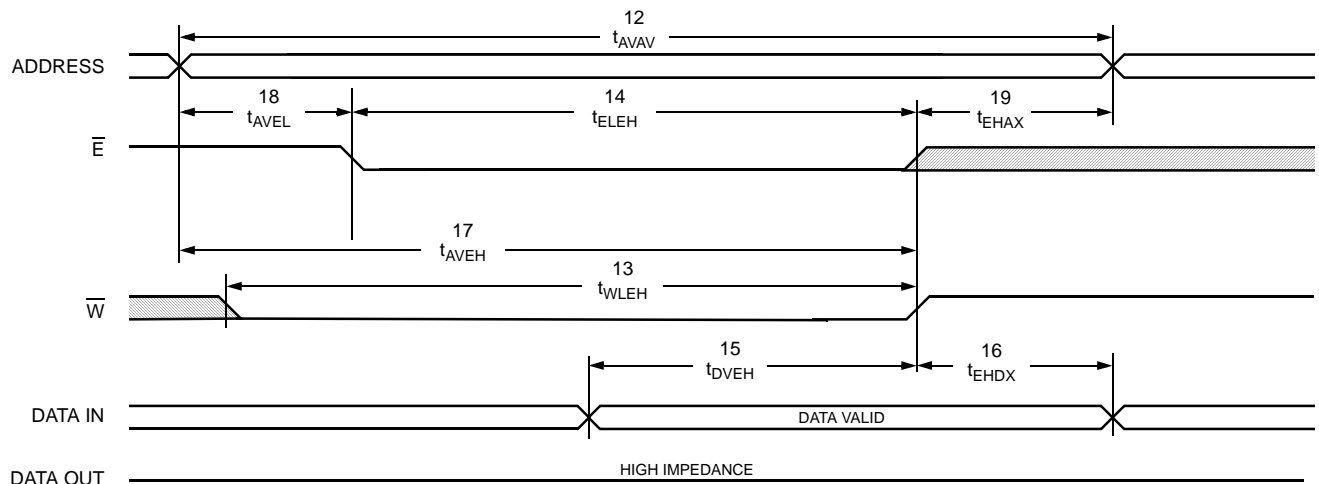 12
tAVAV
ADDRESS
18
tAVEL
14
tELEH
19
tEHAX
E
17
tAVEH
13
tWLEH
W
15
tDVEH
16
tEHDX
DATA IN
DATA VALID
DATA OUT
HIGH IMPEDANCE